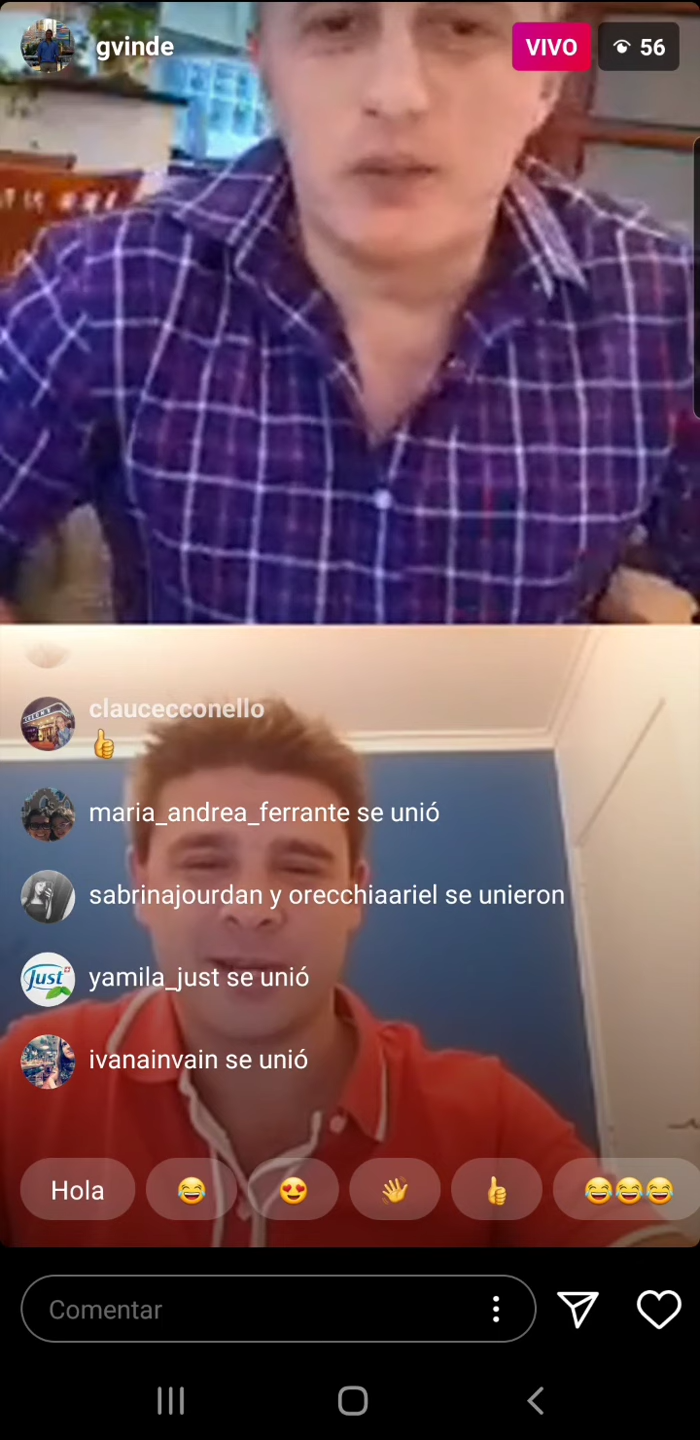 gvinde
VIVO
56
claucecconello
👍
maria_andrea_ferrante se unió
sabrinajourdan y orecchiaariel se unieron
Just
yamila_just se unió
ivanainvain se unió
Hola
😂
😍
👋
👍
😂😂😂
Comentar